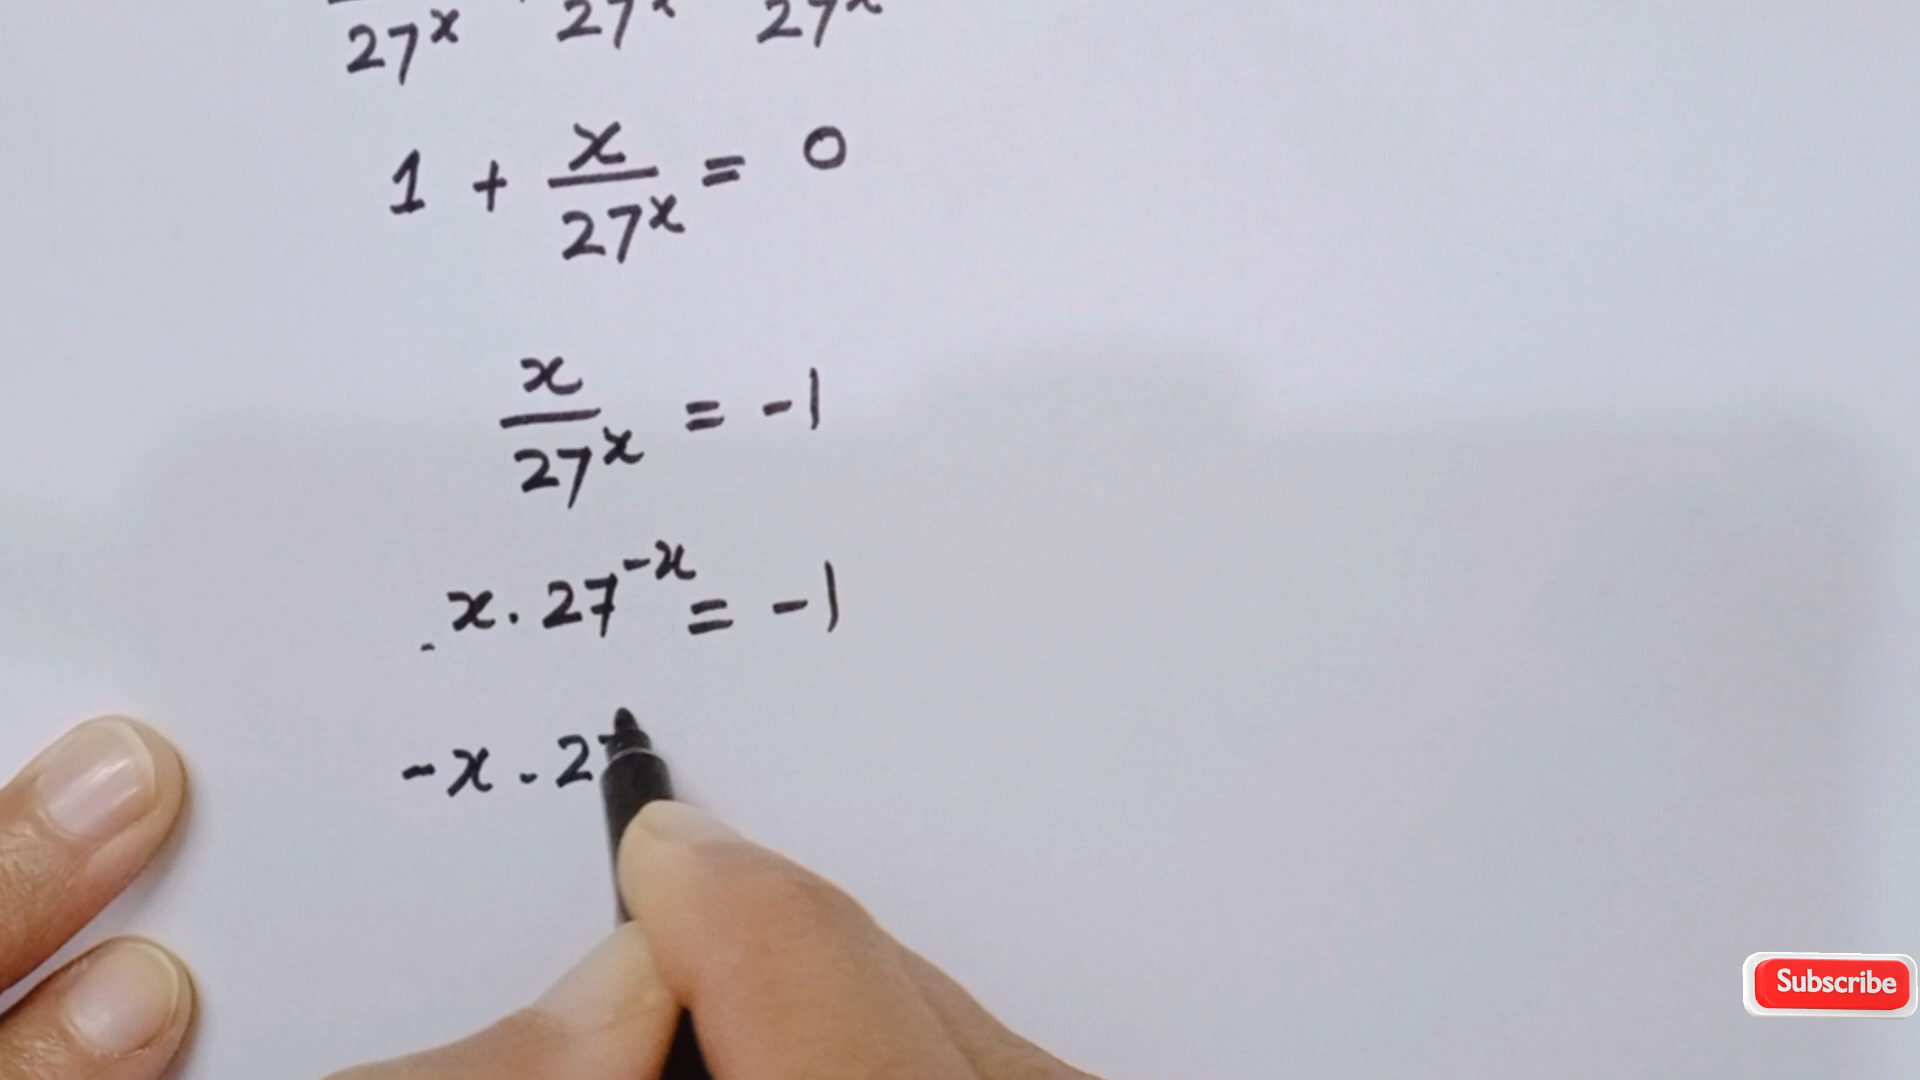 27^x 27^x 27^x
1 + x/27^x = 0
x/27^x = -1
x · 27^-x = -1
-x · 2
Subscribe